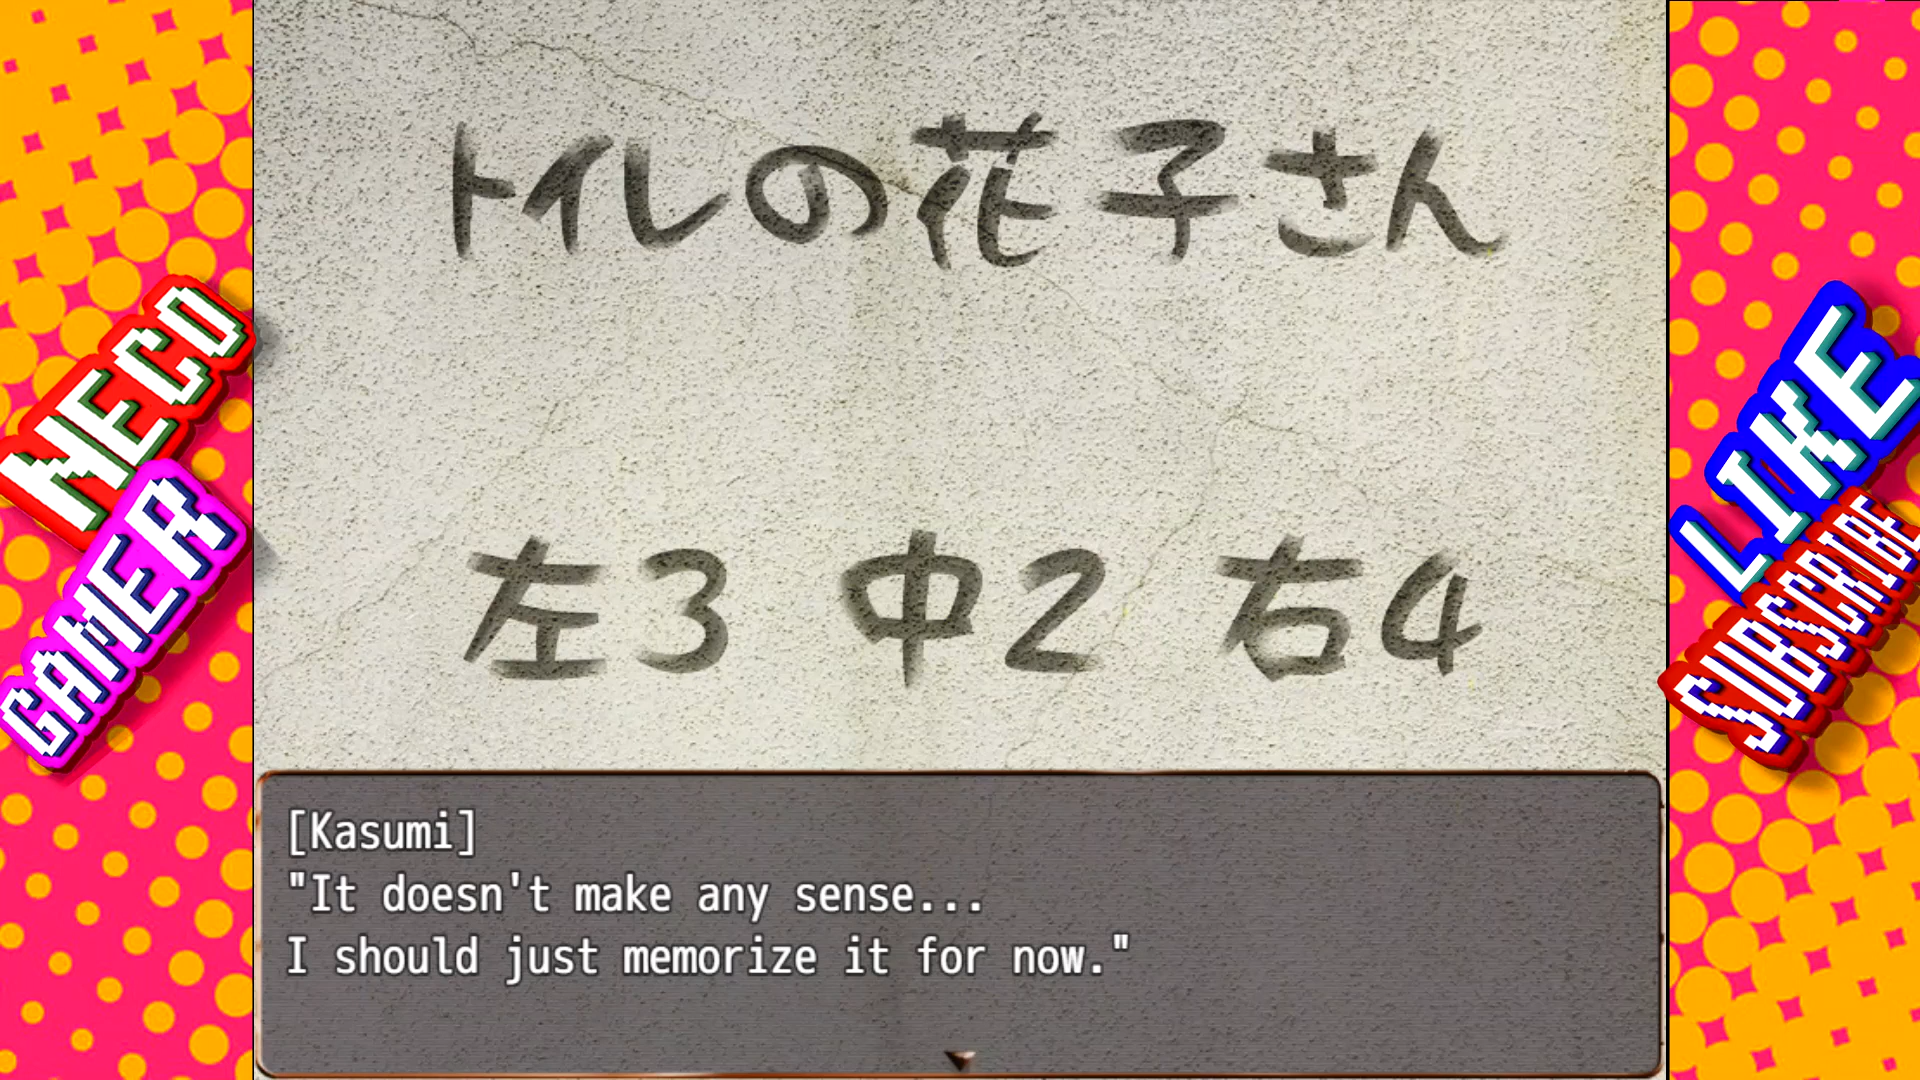 トイレの花子さん
左3 中2 右4
NECO
GAMER
LIKE
SUBSCRIBE
[Kasumi]
"It doesn't make any sense...
I should just memorize it for now."